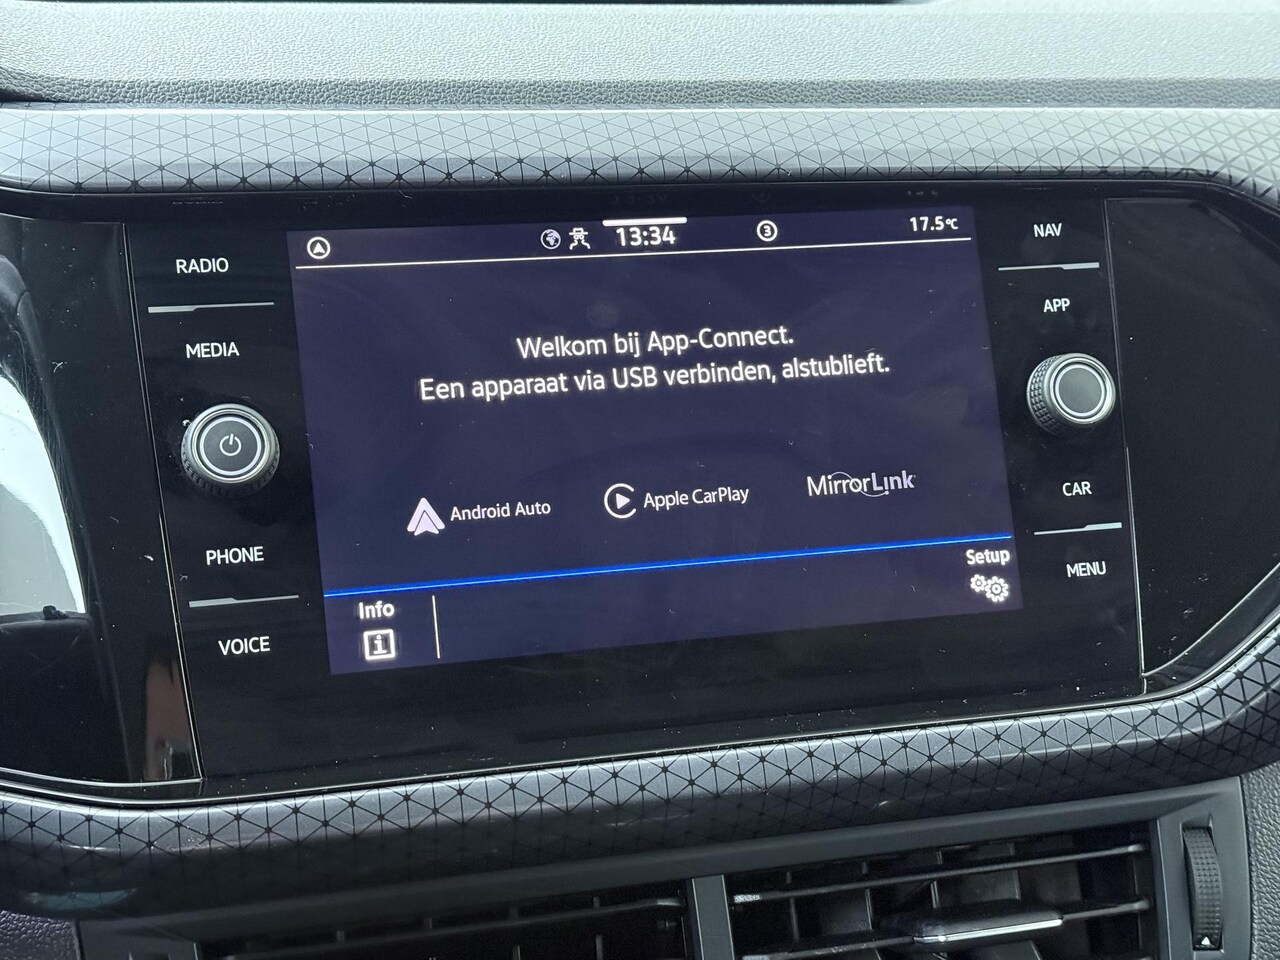 13:34
3
17.5°C
RADIO
MEDIA
PHONE
VOICE
Welkom bij App-Connect.
Een apparaat via USB verbinden, alstublieft.
Android Auto
Apple CarPlay
MirrorLink
Info
i
Setup
NAV
APP
CAR
MENU